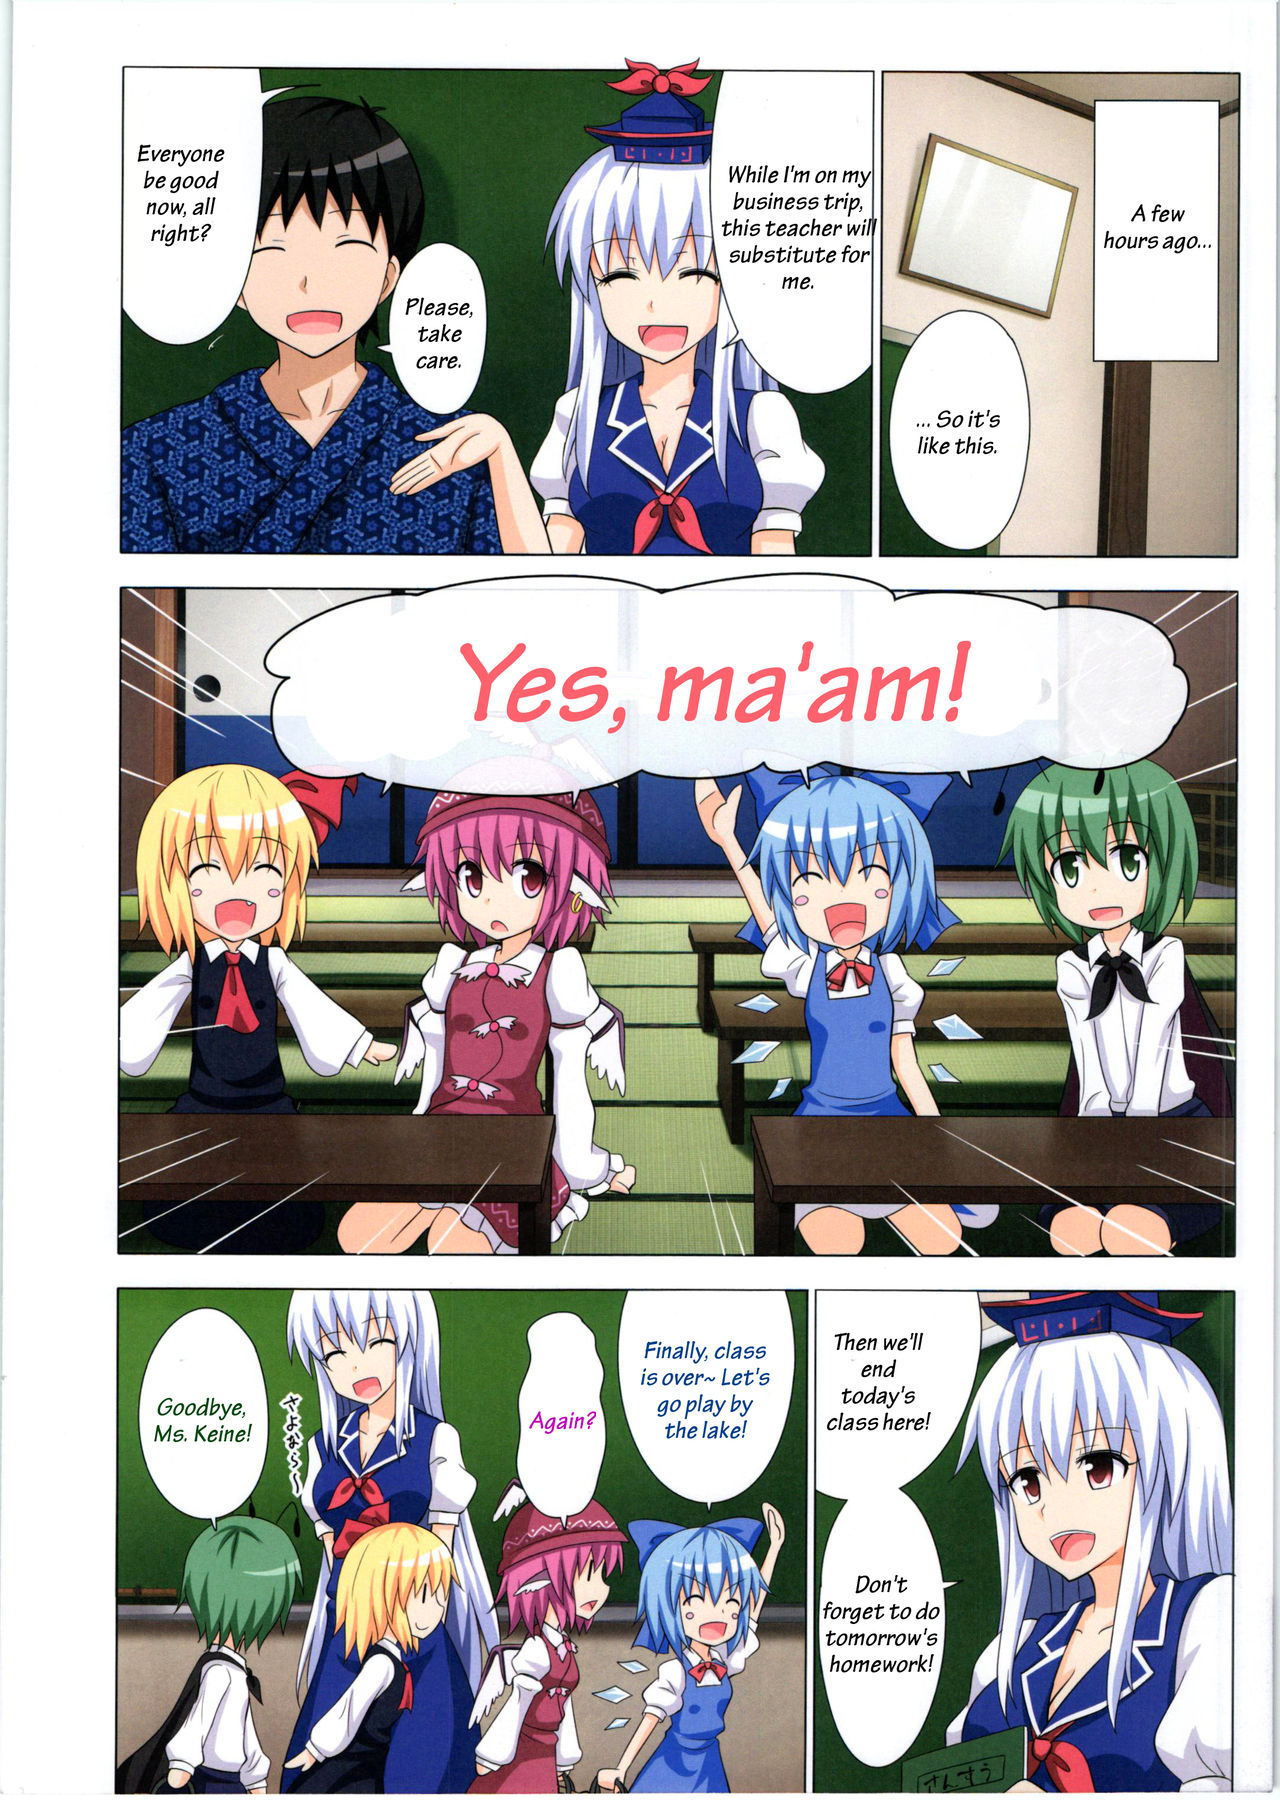 A few
hours ago...
... So it's
like this.
While I'm on my
business trip,
this teacher will
substitute for
me.
Please,
take
care.
Everyone
be good
now, all
right?
Yes, ma'am!
Then we'll
end
today's
class here!
Don't
forget to do
tomorrow's
homework!
さんすう
Finally, class
is over~ Let's
go play by
the lake!
Again?
さよなら~
Goodbye,
Ms. Keine!